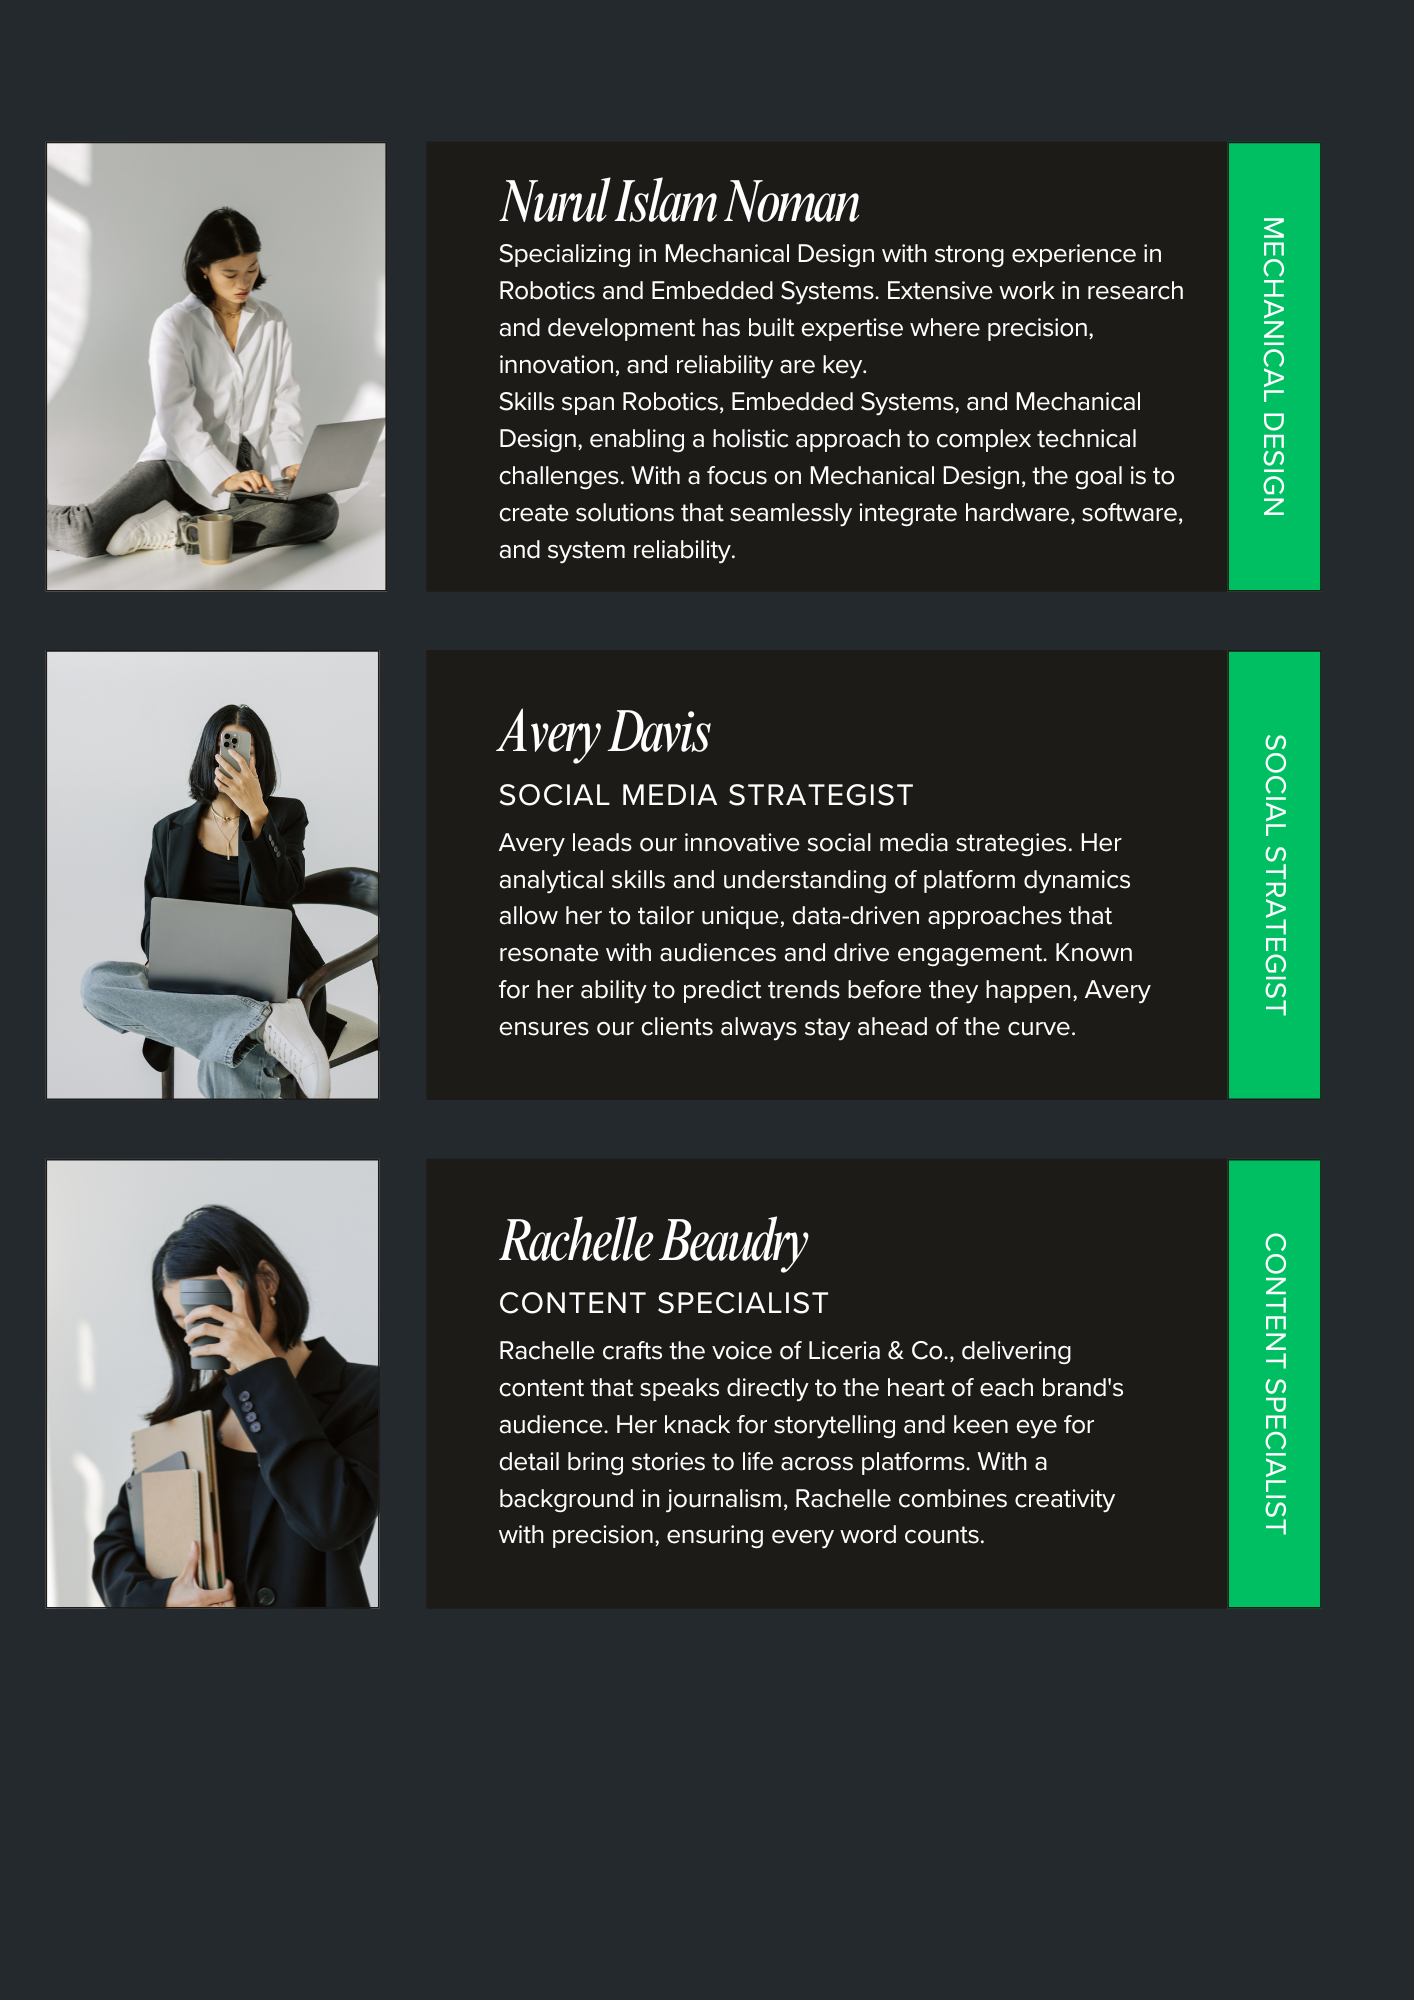 Nurul Islam Noman
Specializing in Mechanical Design with strong experience in
Robotics and Embedded Systems. Extensive work in research
and development has built expertise where precision,
innovation, and reliability are key.
Skills span Robotics, Embedded Systems, and Mechanical
Design, enabling a holistic approach to complex technical
challenges. With a focus on Mechanical Design, the goal is to
create solutions that seamlessly integrate hardware, software,
and system reliability.
MECHANICAL DESIGN
Avery Davis
SOCIAL MEDIA STRATEGIST
Avery leads our innovative social media strategies. Her
analytical skills and understanding of platform dynamics
allow her to tailor unique, data-driven approaches that
resonate with audiences and drive engagement. Known
for her ability to predict trends before they happen, Avery
ensures our clients always stay ahead of the curve.
SOCIAL STRATEGIST
Rachelle Beaudry
CONTENT SPECIALIST
Rachelle crafts the voice of Liceria & Co., delivering
content that speaks directly to the heart of each brand's
audience. Her knack for storytelling and keen eye for
detail bring stories to life across platforms. With a
background in journalism, Rachelle combines creativity
with precision, ensuring every word counts.
CONTENT SPECIALIST